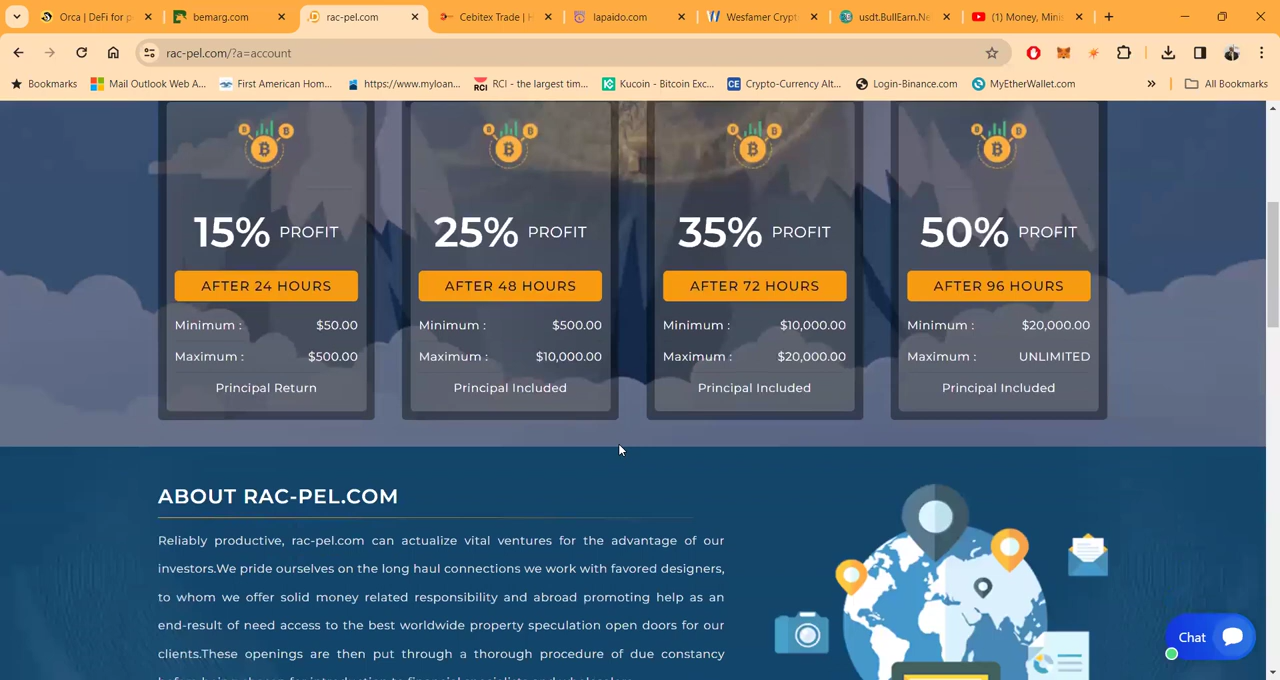 Orca | DeFi for p
bemarg.com
rac-pel.com
Cebitex Trade | H
lapaido.com
Wesfamer Crypt
usdt.BullEarn.Ne
(1) Money, Minis
rac-pel.com/?a=account
Bookmarks
Mail Outlook Web A...
First American Hom...
https://www.myloan...
RCI - the largest tim...
Kucoin - Bitcoin Exc...
Crypto-Currency Alt...
Login-Binance.com
MyEtherWallet.com
All Bookmarks
15% PROFIT
AFTER 24 HOURS
Minimum : $50.00
Maximum : $500.00
Principal Return
25% PROFIT
AFTER 48 HOURS
Minimum : $500.00
Maximum : $10,000.00
Principal Included
35% PROFIT
AFTER 72 HOURS
Minimum : $10,000.00
Maximum : $20,000.00
Principal Included
50% PROFIT
AFTER 96 HOURS
Minimum : $20,000.00
Maximum : UNLIMITED
Principal Included
ABOUT RAC-PEL.COM
Reliably productive, rac-pel.com can actualize vital ventures for the advantage of our
investors.We pride ourselves on the long haul connections we work with favored designers,
to whom we offer solid money related responsibility and abroad promoting help as an
end-result of need access to the best worldwide property speculation open doors for our
clients.These openings are then put through a thorough procedure of due constancy
Chat